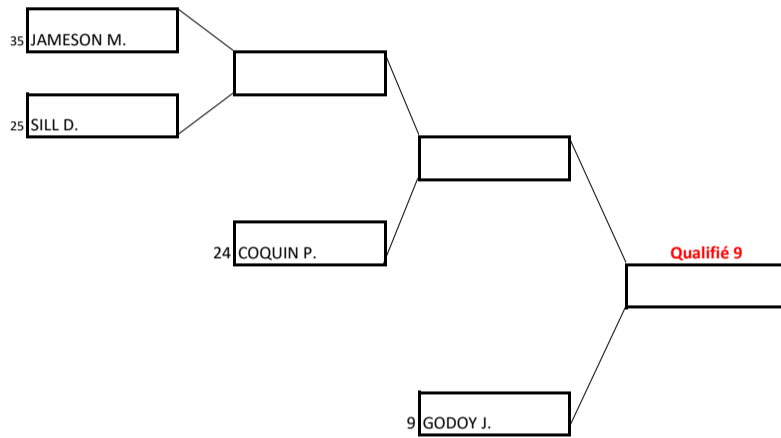 35 JAMESON M.
25 SILL D.
24 COQUIN P.
Qualifié 9
9 GODOY J.